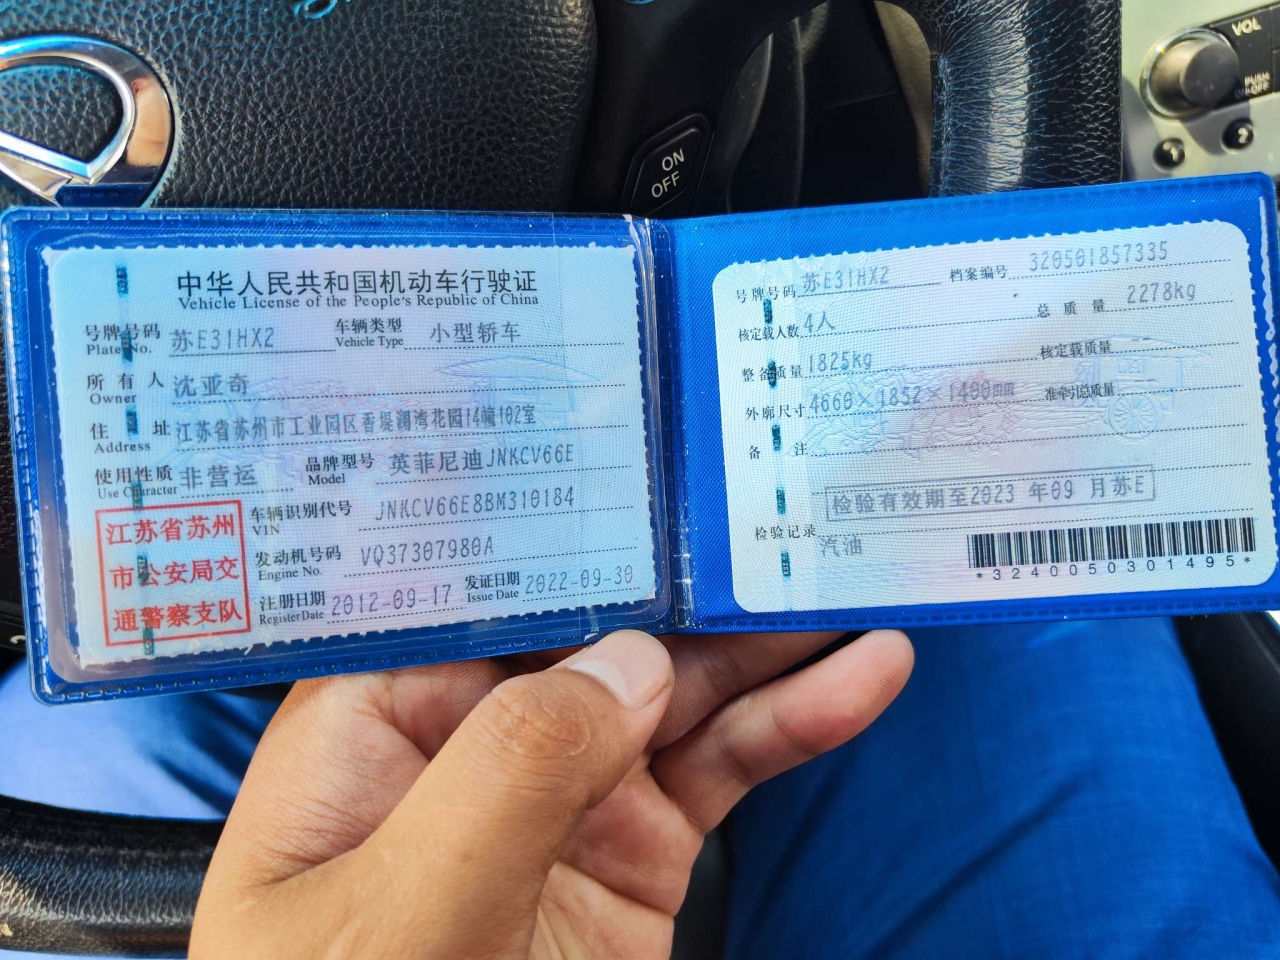 VOL
PUSH
ON/OFF
ON
OFF
1
2
中华人民共和国机动车行驶证
Vehicle License of the People's Republic of China
号牌号码 苏E31HX2 车辆类型 小型轿车
Plate No. Vehicle Type
所有人 沈亚奇
Owner
住址 江苏省苏州市工业园区香堤澜湾花园14幢102室
Address
使用性质 非营运 品牌型号 英菲尼迪JNKCV66E
Use Character Model
江苏省苏州
市公安局交
通警察支队
车辆识别代号 JNKCV66E8BM310184
VIN
发动机号码 VQ37307980A
Engine No.
注册日期 2012-09-17 发证日期 2022-09-30
Register Date Issue Date
号牌号码 苏E31HX2 档案编号 320501857335
核定载人数 4人 总质量 2278kg
整备质量 1825kg 核定载质量
外廓尺寸 4660×1852×1400mm 准牵引总质量
备注
检验有效期至2023年09月苏E
检验记录
汽油
*3240050301495*